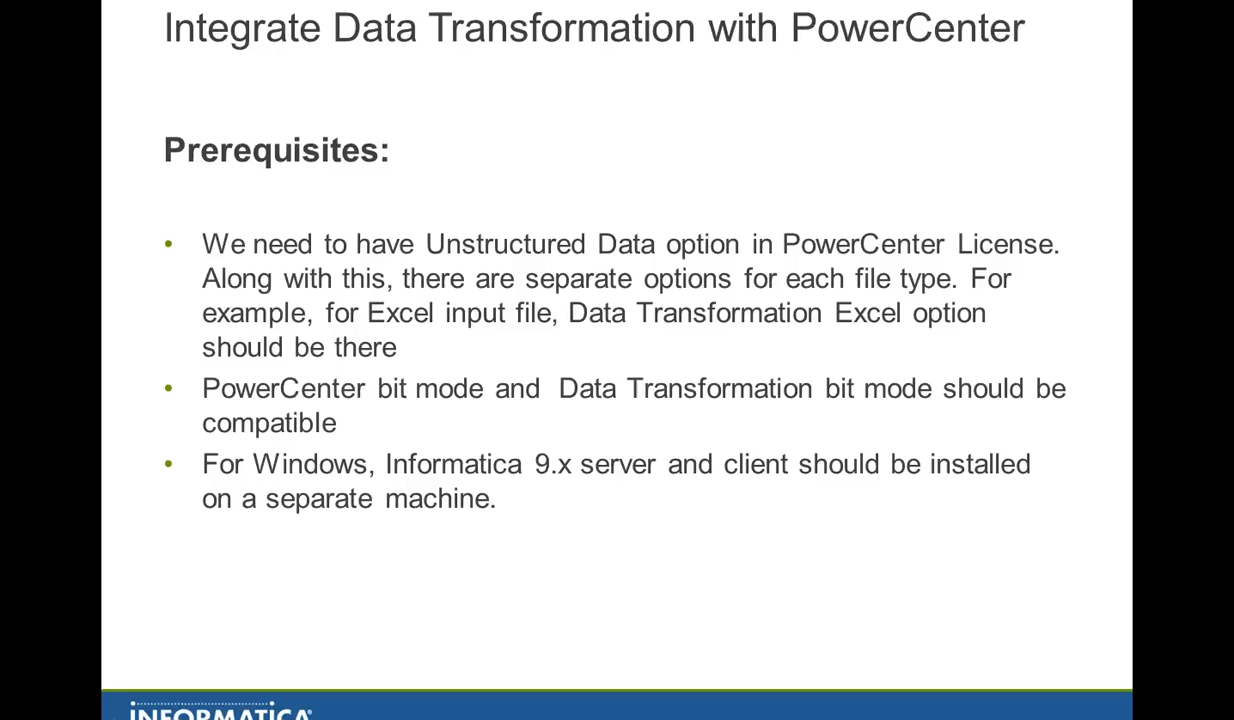 Integrate Data Transformation with PowerCenter
Prerequisites:
• We need to have Unstructured Data option in PowerCenter License.
Along with this, there are separate options for each file type. For
example, for Excel input file, Data Transformation Excel option
should be there
• PowerCenter bit mode and Data Transformation bit mode should be
compatible
• For Windows, Informatica 9.x server and client should be installed
on a separate machine.
INFORMATICA